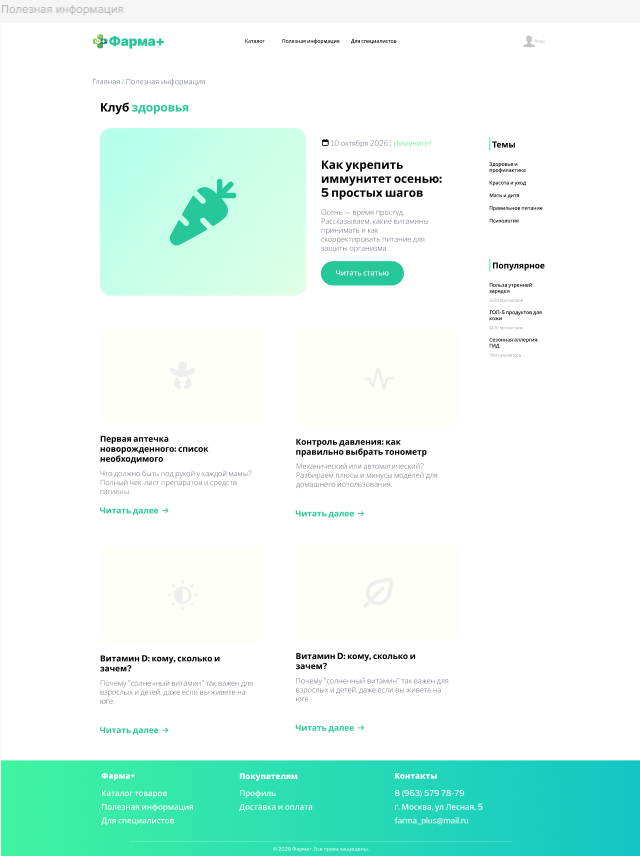 Полезная информация
Фарма+
Каталог Полезная информация Для специалистов
Вход
Главная / Полезная информация
Клуб здоровья
10 октября 2026 | Иммунитет
Как укрепить
иммунитет осенью:
5 простых шагов
Осень — время простуд.
Рассказываем, какие витамины
принимать и как
скорректировать питание для
защиты организма.
Читать статью
Темы
Здоровье и
профилактика
Красота и уход
Мать и дитя
Правильное питание
Психология
Популярное
Польза утренней
зарядки
просмотров
ТОП-5 продуктов для
кожи
просмотров
Сезонная аллергия:
ГИД
просмотров
Первая аптечка
новорожденного: список
необходимого
Что должно быть под рукой у каждой мамы?
Полный чек-лист препаратов и средств
гигиены.
Читать далее →
Контроль давления: как
правильно выбрать тонометр
Механический или автоматический?
Разбираем плюсы и минусы моделей для
домашнего использования.
Читать далее →
Витамин D: кому, сколько и
зачем?
Почему "солнечный витамин" так важен для
взрослых и детей, даже если вы живете на
юге.
Читать далее →
Витамин D: кому, сколько и
зачем?
Почему "солнечный витамин" так важен для
взрослых и детей, даже если вы живете на
юге.
Читать далее →
Фарма+
Каталог товаров
Полезная информация
Для специалистов
Покупателям
Профиль
Доставка и оплата
Контакты
8 (963) 579 78-79
г. Москва, ул Лесная, 5
farma_plus@mail.ru
© 2026 Фарма+. Все права защищены.